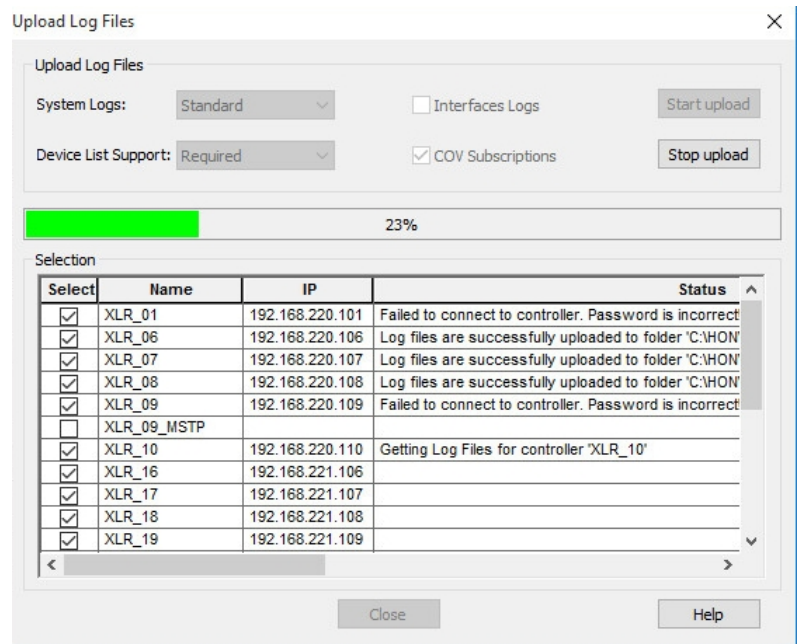 Upload Log Files
Upload Log Files
System Logs: Standard Interfaces Logs Start upload
Device List Support: Required COV Subscriptions Stop upload
23%
Selection
Select Name IP Status
XLR_01 192.168.220.101 Failed to connect to controller. Password is incorrect!
XLR_06 192.168.220.106 Log files are successfully uploaded to folder 'C:\HON
XLR_07 192.168.220.107 Log files are successfully uploaded to folder 'C:\HON
XLR_08 192.168.220.108 Log files are successfully uploaded to folder 'C:\HON
XLR_09 192.168.220.109 Failed to connect to controller. Password is incorrect!
XLR_09_MSTP
XLR_10 192.168.220.110 Getting Log Files for controller 'XLR_10'
XLR_16 192.168.221.106
XLR_17 192.168.221.107
XLR_18 192.168.221.108
XLR_19 192.168.221.109
Close Help